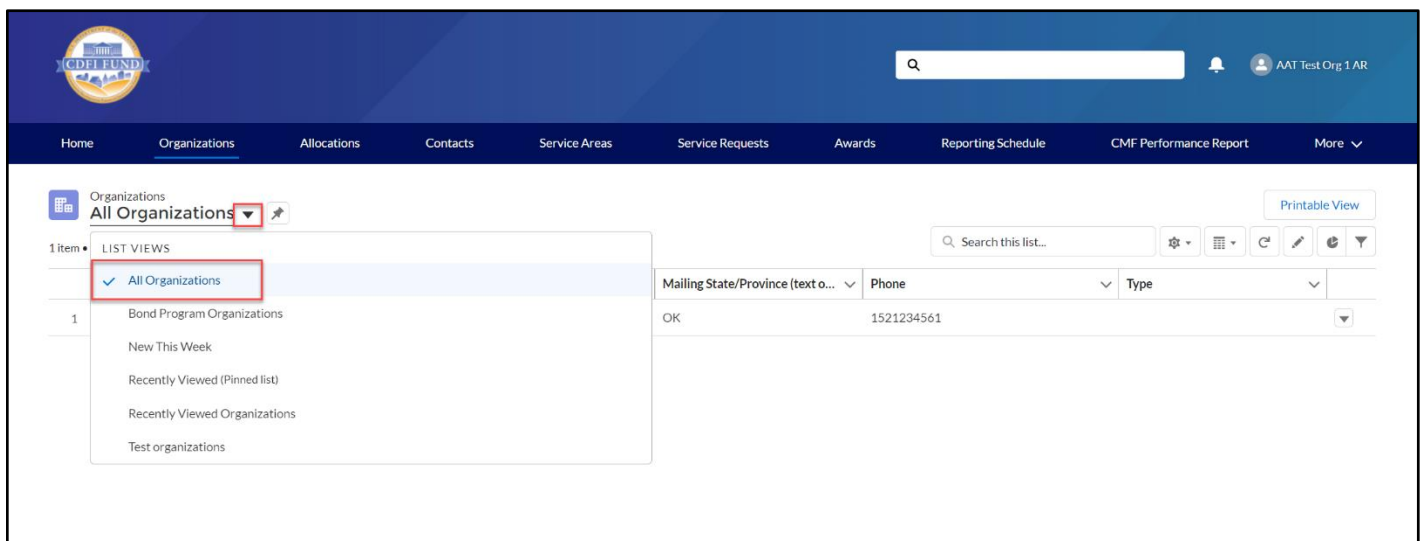 CDFI FUND
AAT Test Org 1 AR
Home Organizations Allocations Contacts Service Areas Service Requests Awards Reporting Schedule CMF Performance Report More
Organizations
All Organizations
Printable View
1 item •
Search this list...
LIST VIEWS
All Organizations
Mailing State/Province (text o... Phone Type
Bond Program Organizations
1 OK 1521234561
New This Week
Recently Viewed (Pinned list)
Recently Viewed Organizations
Test organizations